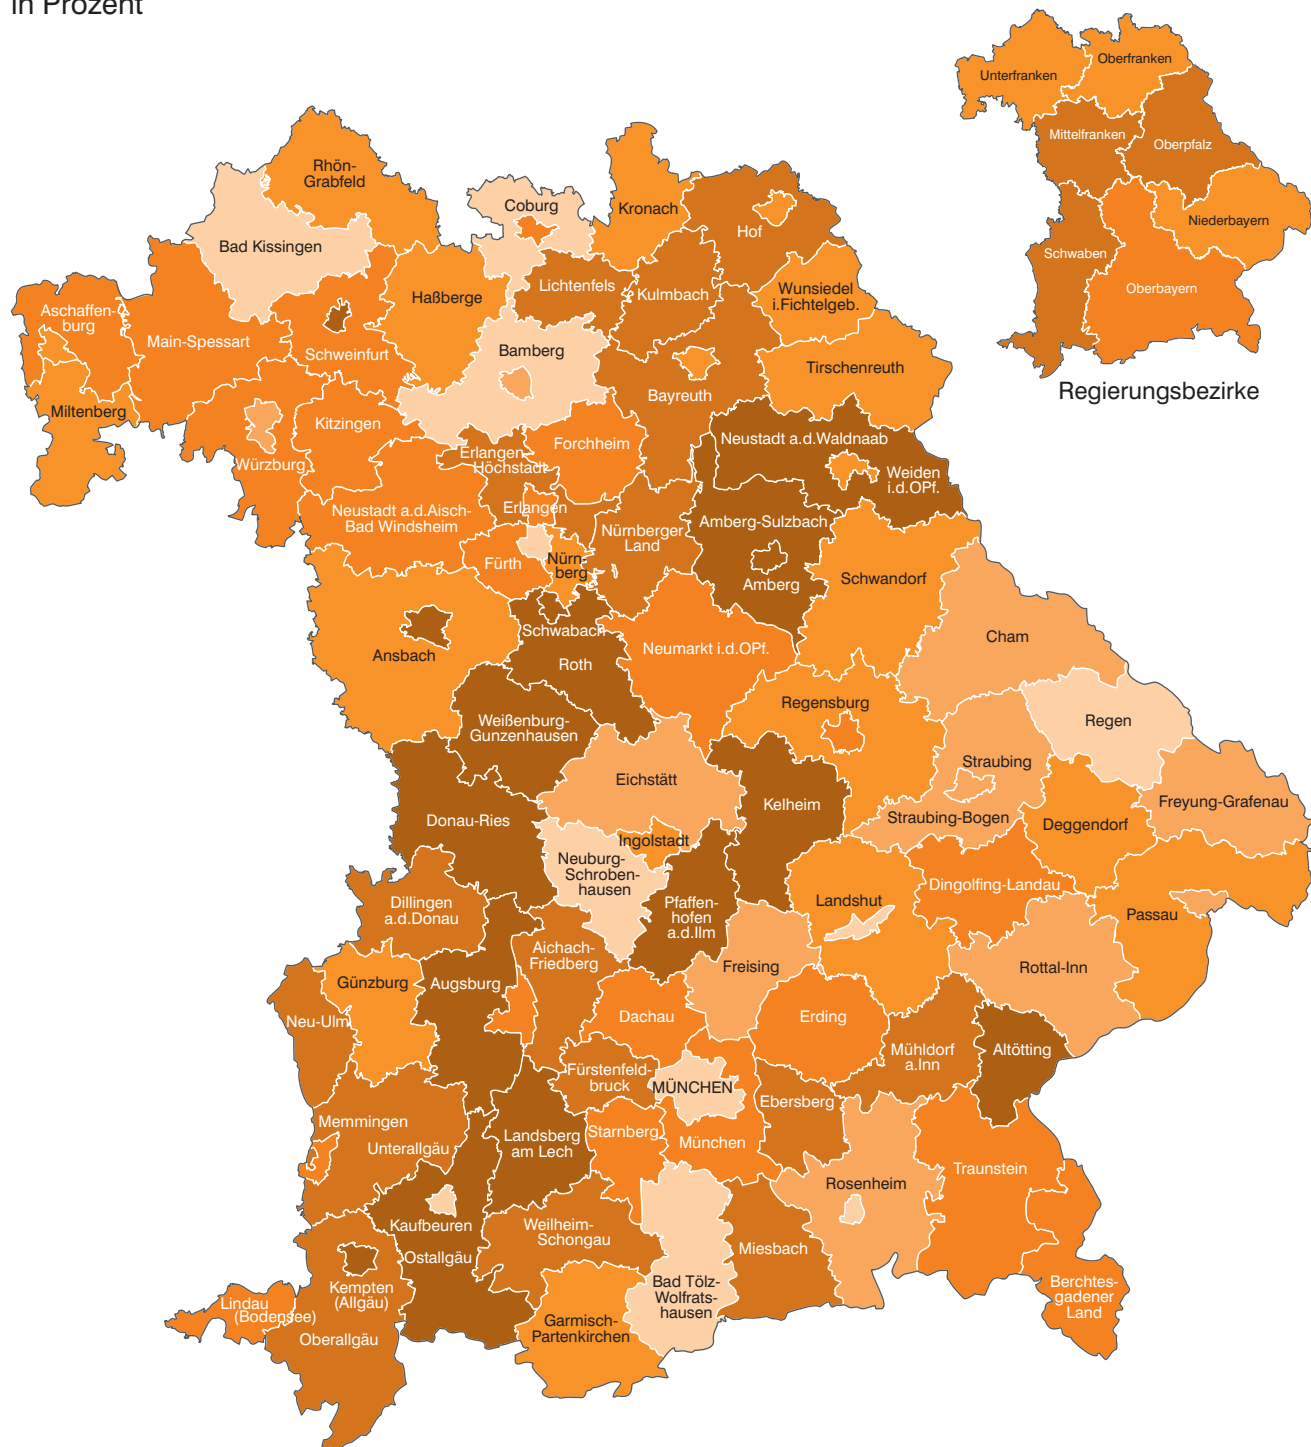 in Prozent
Unterfranken
Oberfranken
Mittelfranken
Oberpfalz
Niederbayern
Schwaben
Oberbayern
Regierungsbezirke
Rhön-
Grabfeld
Coburg
Kronach
Hof
Bad Kissingen
Lichtenfels
Kulmbach
Haßberge
Wunsiedel
i.Fichtelgeb.
Aschaffen-
burg
Main-Spessart
Schweinfurt
Bamberg
Tirschenreuth
Bayreuth
Miltenberg
Kitzingen
Forchheim
Neustadt a.d.Waldnaab
Erlangen-
Höchstadt
Würzburg
Weiden
i.d.OPf.
Neustadt a.d.Aisch-
Bad Windsheim
Erlangen
Nürnberger
Land
Amberg-Sulzbach
Fürth
Nürn-
berg
Amberg
Schwandorf
Schwabach
Cham
Ansbach
Roth
Neumarkt i.d.OPf.
Regensburg
Regen
Weißenburg-
Gunzenhausen
Straubing
Eichstätt
Freyung-Grafenau
Kelheim
Donau-Ries
Straubing-Bogen
Deggendorf
Ingolstadt
Neuburg-
Schroben-
hausen
Dingolfing-Landau
Dillingen
a.d.Donau
Pfaffen-
hofen
a.d.Ilm
Landshut
Passau
Aichach-
Friedberg
Freising
Rottal-Inn
Günzburg
Augsburg
Neu-Ulm
Dachau
Erding
Mühldorf
a.Inn
Altötting
Fürstenfeld-
bruck
MÜNCHEN
Ebersberg
Memmingen
Unterallgäu
Landsberg
am Lech
Starnberg
München
Traunstein
Rosenheim
Kaufbeuren
Weilheim-
Schongau
Ostallgäu
Miesbach
Kempten
(Allgäu)
Bad Tölz-
Wolfrats-
hausen
Berchtes-
gadener
Land
Lindau
(Bodensee)
Garmisch-
Partenkirchen
Oberallgäu